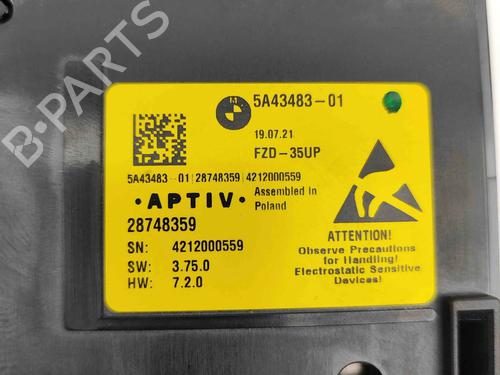 5A43483-01
19.07.21
FZD-35UP
5A43483-01|28748359|4212000559
•APTIV•
Assembled in
Poland
28748359
SN: 4212000559
SW: 3.75.0
HW: 7.2.0
ATTENTION!
Observe Precautions
for Handling!
Electrostatic Sensitive
Devices!
B-PARTS